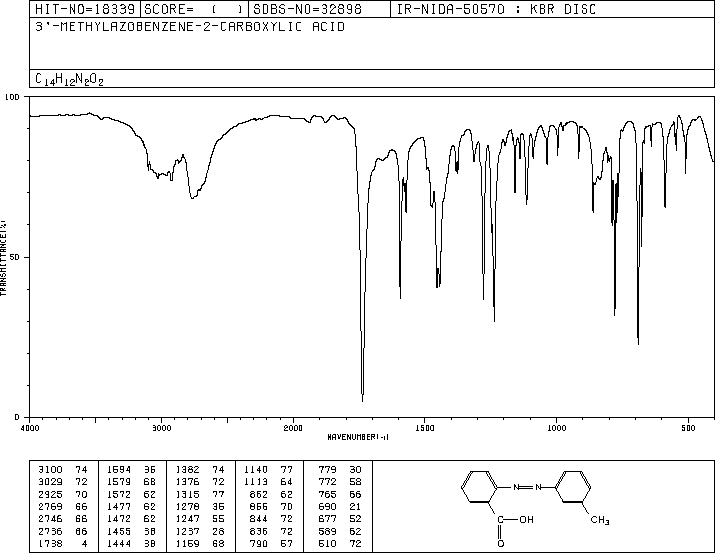 HIT-NO=18339 SCORE= ( ) SDBS-NO=32898 IR-NIDA-50570 : KBR DISC
3'-METHYLAZOBENZENE-2-CARBOXYLIC ACID
C14H12N2O2
100
50
0
TRANSMITTANCE(%)
4000 3000 2000 1500 1000 500
WAVENUMBER(-1)
3100 74 1594 36 1382 74 1140 77 779 30
3029 72 1579 68 1376 72 1113 64 772 58
2925 70 1572 62 1315 77 862 62 765 66
2769 66 1477 62 1278 35 855 70 690 21
2746 66 1472 62 1247 55 844 72 677 52
2736 66 1455 38 1237 28 836 72 589 62
1738 4 1444 38 1159 68 790 57 510 72
N=N
C-OH
O
CH3